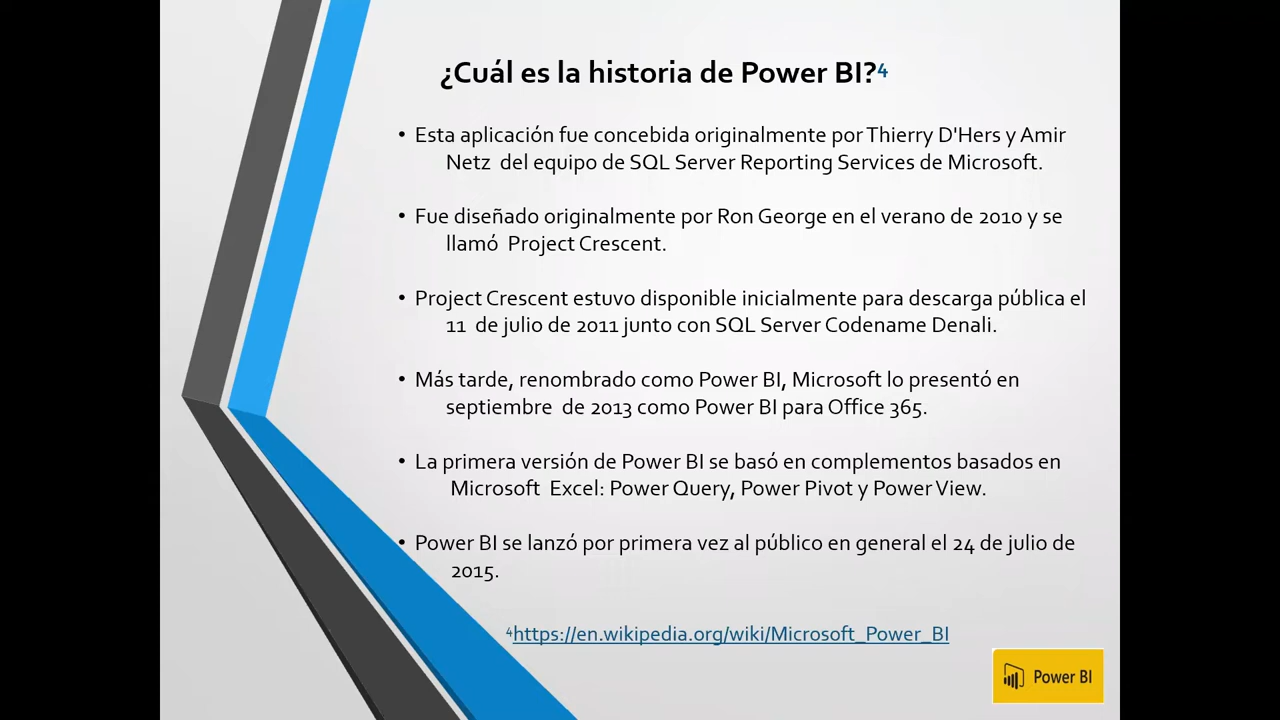 ¿Cuál es la historia de Power BI?⁴
• Esta aplicación fue concebida originalmente por Thierry D'Hers y Amir
Netz del equipo de SQL Server Reporting Services de Microsoft.
• Fue diseñado originalmente por Ron George en el verano de 2010 y se
llamó Project Crescent.
• Project Crescent estuvo disponible inicialmente para descarga pública el
11 de julio de 2011 junto con SQL Server Codename Denali.
• Más tarde, renombrado como Power BI, Microsoft lo presentó en
septiembre de 2013 como Power BI para Office 365.
• La primera versión de Power BI se basó en complementos basados en
Microsoft Excel: Power Query, Power Pivot y Power View.
• Power BI se lanzó por primera vez al público en general el 24 de julio de
2015.
⁴https://en.wikipedia.org/wiki/Microsoft_Power_BI
Power BI